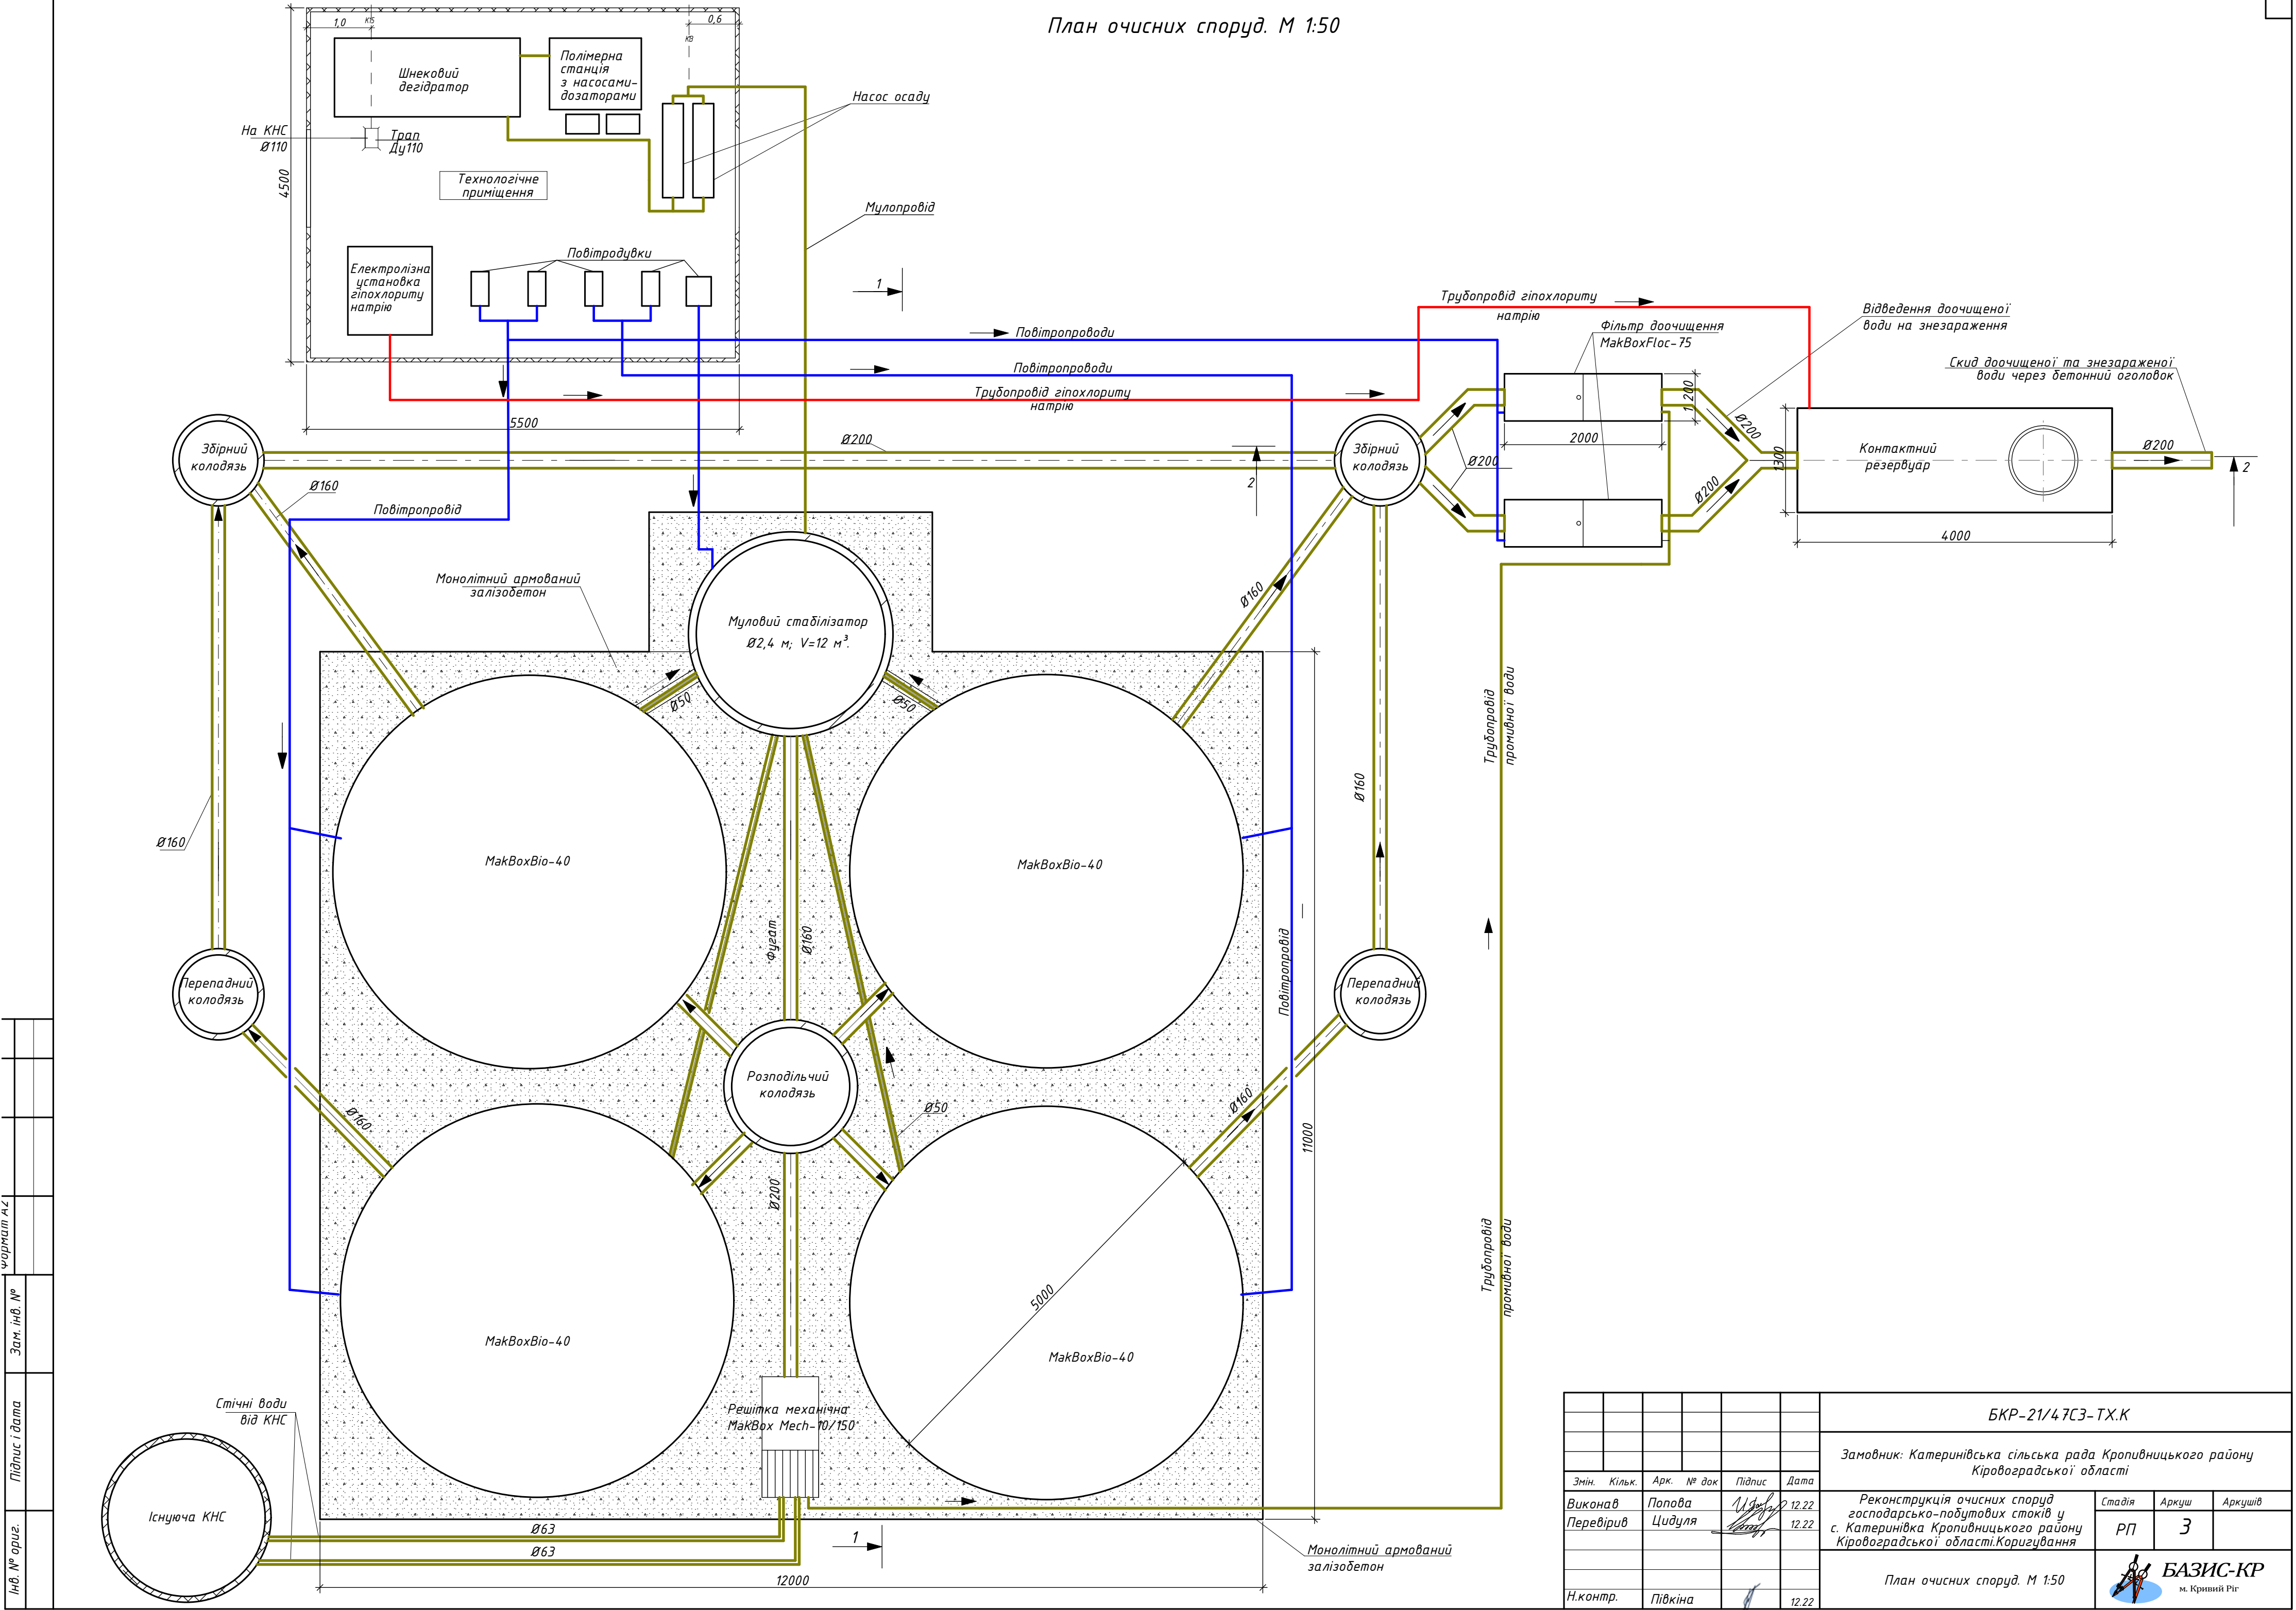 План очисних споруд. М 1:50
1,0
К15
0,6
К3
Шнековий
дегідратор
Полімерна
станція
з насосами-
дозаторами
Насос осаду
На КНС
Ø110
Трап
Ду110
4500
Технологічне
приміщення
Мулопровід
Електролізна
установка
гіпохлориту
натрію
Повітродувки
1
Трубопровід гіпохлориту
натрію
Повітропроводи
Фільтр доочищення
MakBoxFloc-75
Відведення доочищеної
води на знезараження
Повітропроводи
Скид доочищеної та знезараженої
води через бетонний оголовок
Трубопровід гіпохлориту
натрію
5500
1,200
2000
Ø200
Ø200
Збірний
колодязь
Збірний
колодязь
Ø200
Ø200
1300
Контактний
резервуар
Ø200
2
2
Ø160
Повітропровід
4000
Монолітний армований
залізобетон
Муловий стабілізатор
Ø2,4 м; V=12 м³.
Ø160
Ø50
Ø50
Трубопровід
промивної води
Ø160
Ø160
MakBoxBio-40
MakBoxBio-40
Фугат
Ø160
Повітропровід
Перепадний
колодязь
Перепадний
колодязь
Розподільчий
колодязь
Ø160
Ø50
Ø160
11000
Ø200
Трубопровід
промивної води
5000
MakBoxBio-40
MakBoxBio-40
Решітка механічна
MakBox Mech-10/150
Стічні води
від КНС
Існуюча КНС
Ø63
Ø63
1
12000
Монолітний армований
залізобетон
Формат А2
Зам. інв. №
Підпис і дата
Інв. № ориг.
БКР-21/47СЗ-ТХ.К
Замовник: Катеринівська сільська рада Кропивницького району
Кіровоградської області
Змін. Кільк. Арк. № док Підпис Дата
Виконав Попова 12.22
Перевірив Цидуля 12.22
Н.контр. Півкіна 12.22
Реконструкція очисних споруд
господарсько-побутових стоків у
с. Катеринівка Кропивницького району
Кіровоградської області.Коригування
Стадія Аркуш Аркушів
РП 3
План очисних споруд. М 1:50
БАЗИС-КР
м. Кривий Ріг